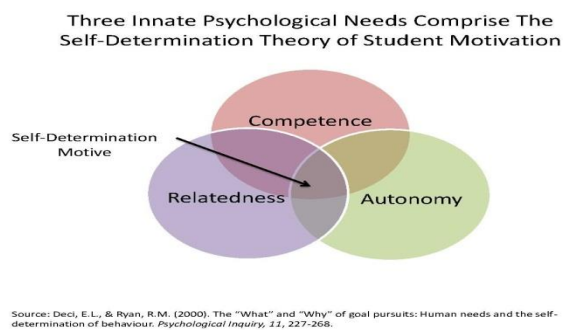 Three Innate Psychological Needs Comprise The
Self-Determination Theory of Student Motivation
Competence
Self-Determination
Motive
Relatedness
Autonomy
Source: Deci, E.L., & Ryan, R.M. (2000). The “What” and “Why” of goal pursuits: Human needs and the self-
determination of behaviour. Psychological Inquiry, 11, 227-268.